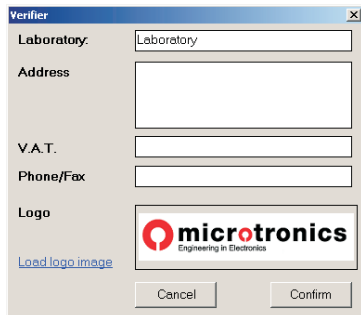 Verifier
Laboratory: Laboratory
Address
V.A.T.
Phone/Fax
Logo
microtronics
Engineering in Electronics
Load logo image
Cancel Confirm